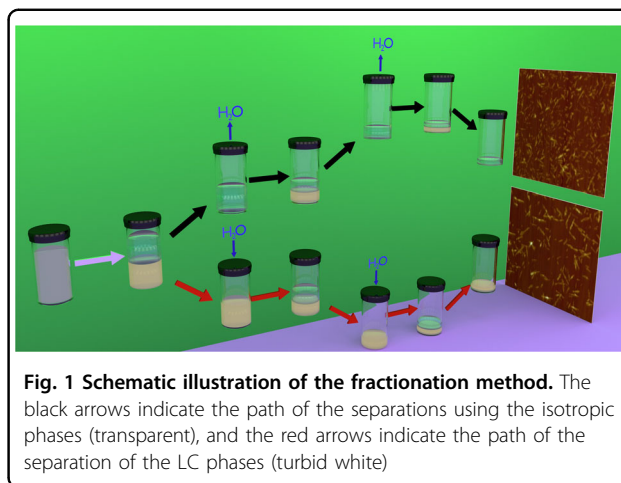 H₂O
H₂O
H₂O
H₂O
Fig. 1 Schematic illustration of the fractionation method. The
black arrows indicate the path of the separations using the isotropic
phases (transparent), and the red arrows indicate the path of the
separation of the LC phases (turbid white)